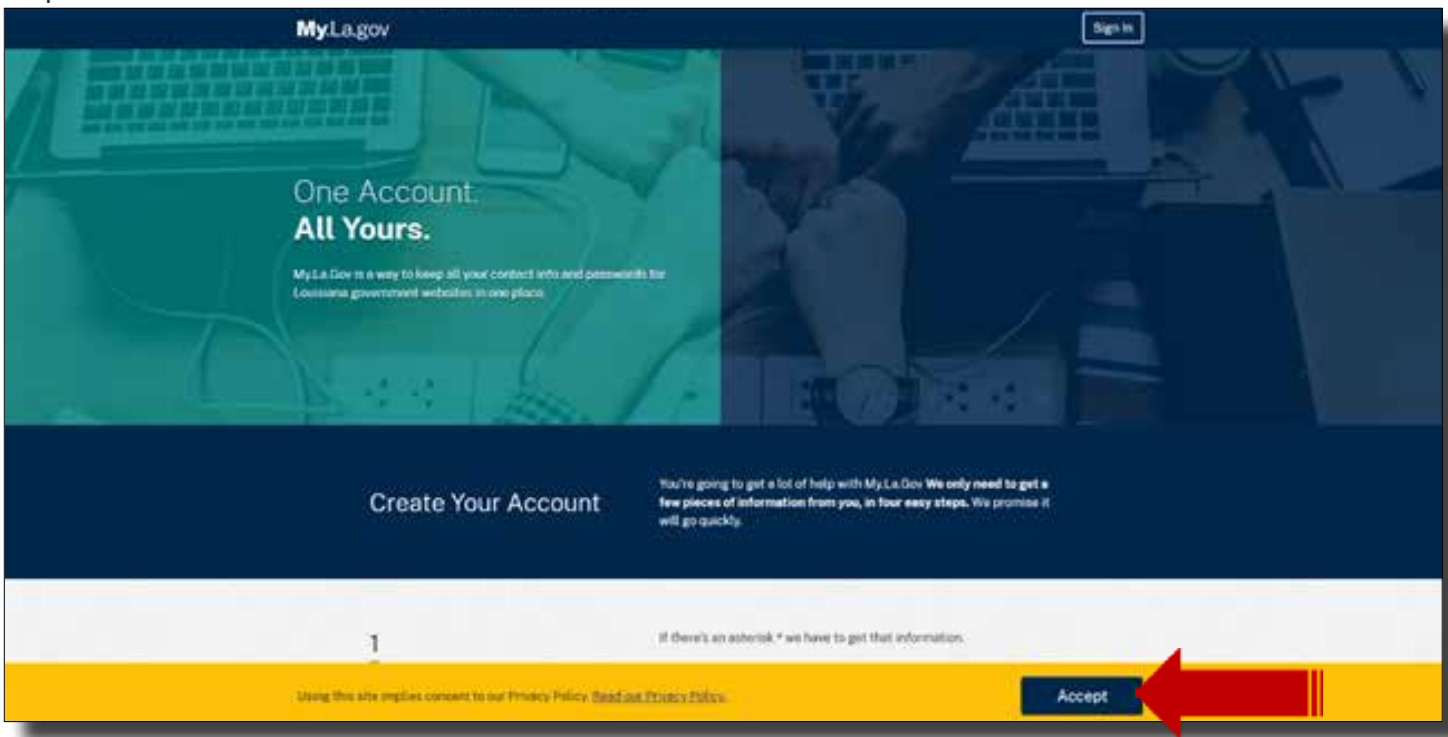 My.La.gov
Sign In
One Account.
All Yours.
My.La.Gov is a way to keep all your contact info and passwords for
Louisiana government websites in one place.
Create Your Account
You're going to get a lot of help with My.La.Gov We only need to get a
few pieces of information from you, in four easy steps. We promise it
will go quickly.
1
If there's an asterisk * we have to get that information.
Using this site implies consent to our Privacy Policy. Read our Privacy Policy.
Accept